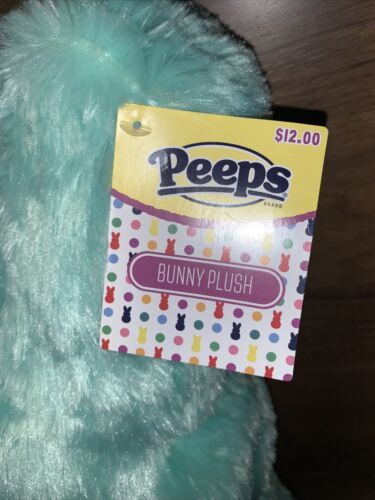 $12.00
Peeps®
BRAND
BUNNY PLUSH